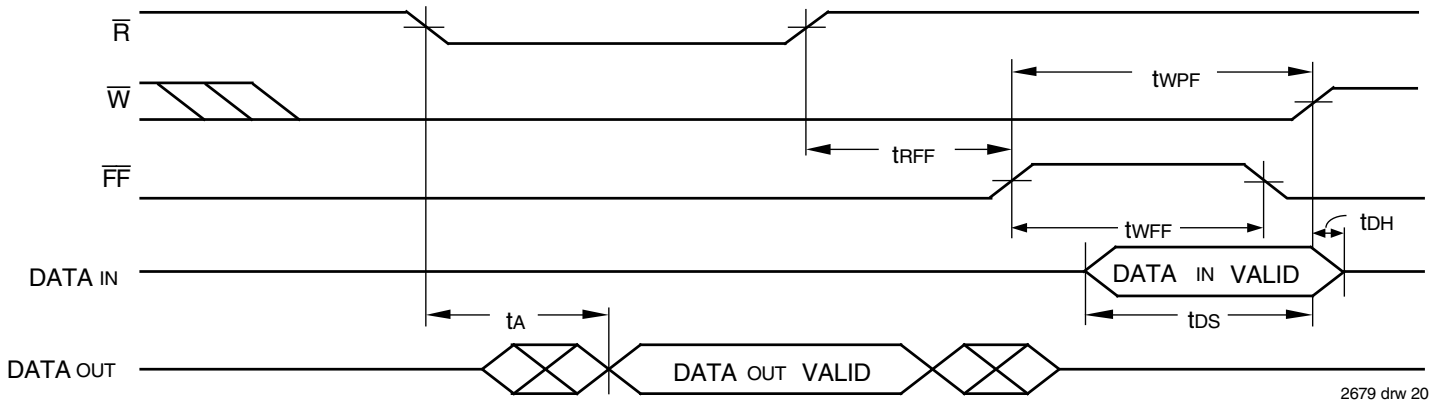 R̅
W̅
tWPF
tRFF
F̅F̅
tWFF
tDH
DATA IN
DATA IN VALID
tA
tDS
DATA OUT
DATA OUT VALID
2679 drw 20